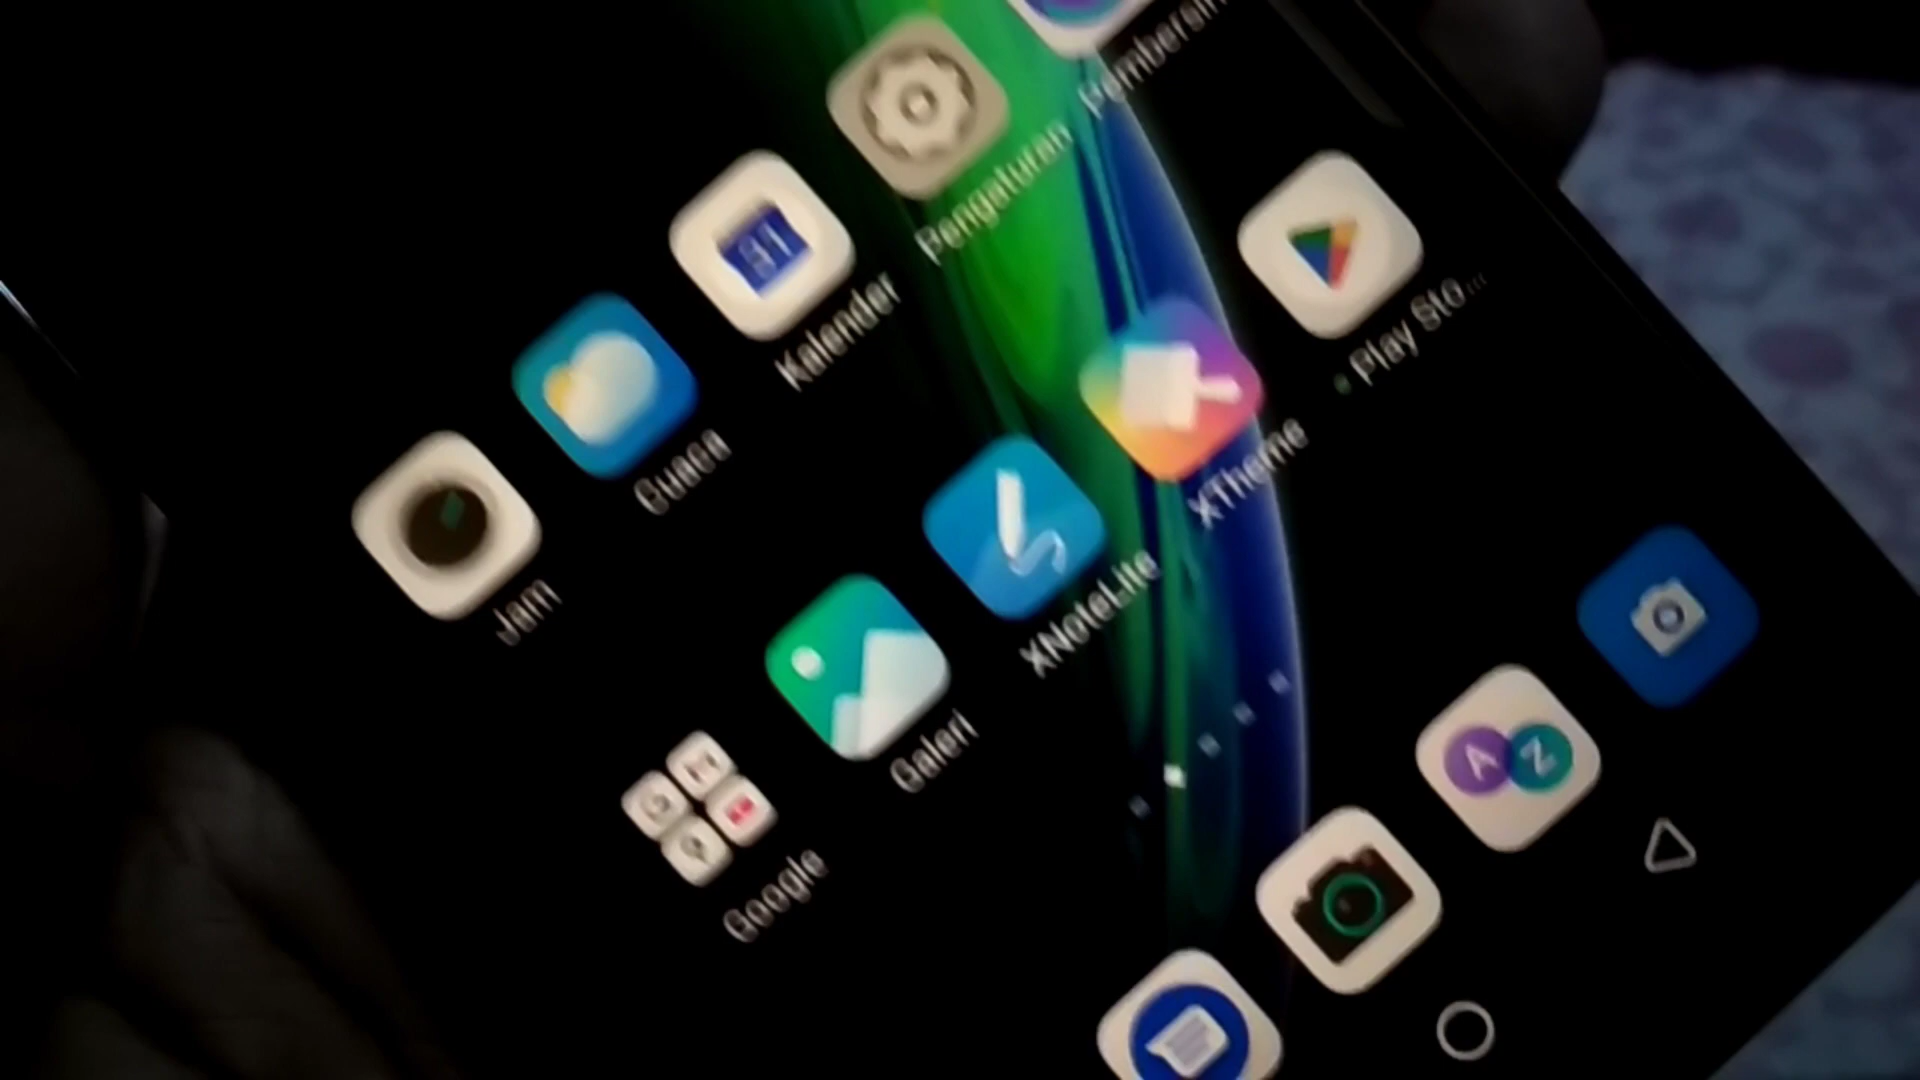 Jam
Cuaca
Kalender
Pengaturan
Google
Galeri
XNoteLite
XTheme
Play Sto...
A Z